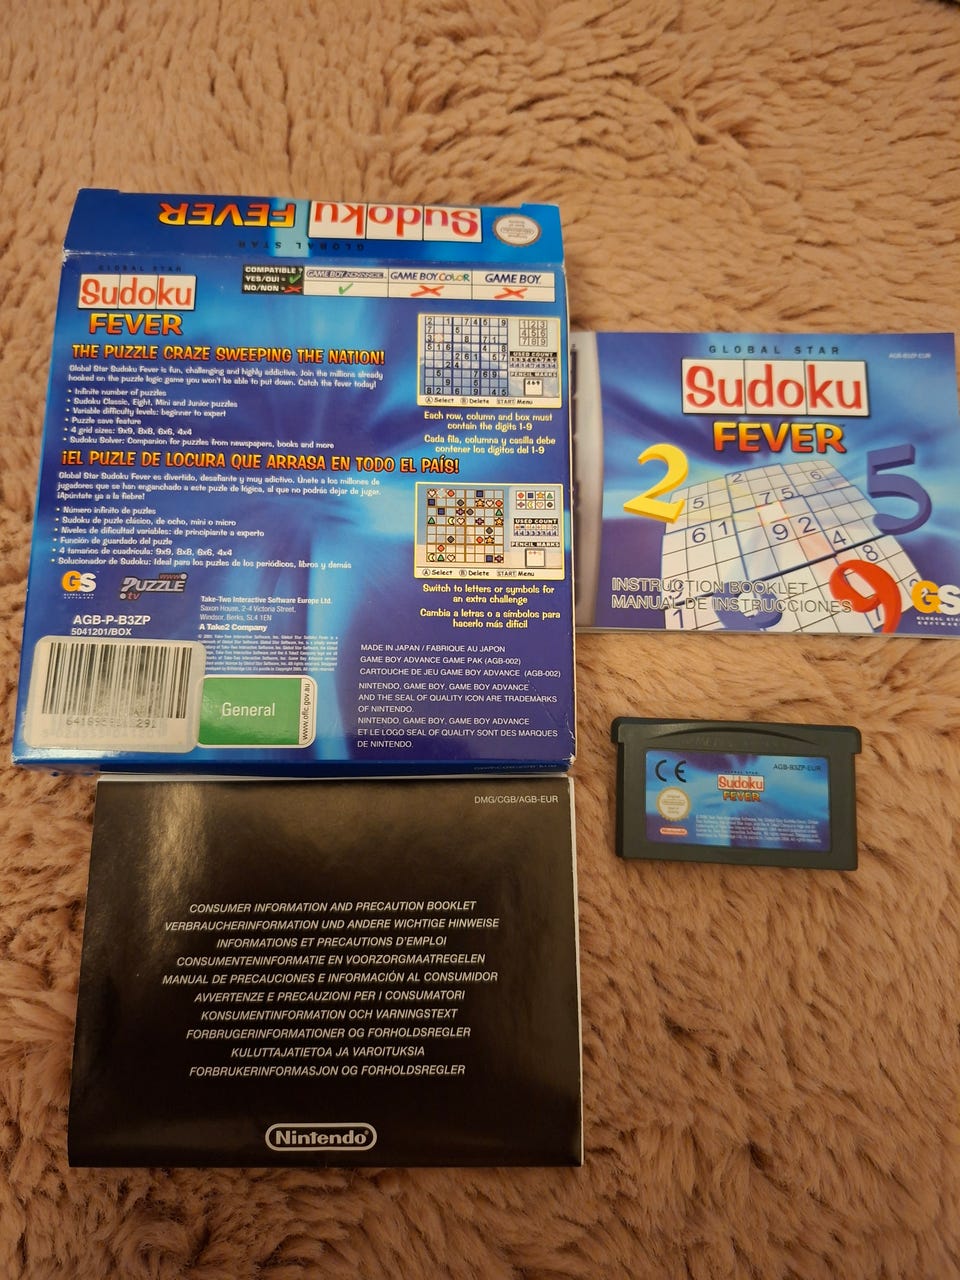 Sudoku FEVER
GLOBAL STAR
GLOBAL STAR
Sudoku
FEVER
COMPATIBLE ?
YES/OUI =
NO/NON =
GAME BOY ADVANCE
GAME BOY COLOR
GAME BOY
THE PUZZLE CRAZE SWEEPING THE NATION!
Global Star Sudoku Fever is fun, challenging and highly addictive. Join the millions already
hooked on the puzzle logic game you won't be able to put down. Catch the fever today!
• Infinite number of puzzles
• Sudoku Classic, Eight, Mini and Junior puzzles
• Variable difficulty levels: beginner to expert
• Puzzle save feature
• 4 grid sizes: 9x9, 8x8, 6x6, 4x4
• Sudoku Solver: Companion for puzzles from newspapers, books and more
USED COUNT
PENCIL MARKS
A Select B Delete START Menu
Each row, column and box must
contain the digits 1-9
Cada fila, columna y casilla debe
contener los dígitos del 1-9
¡EL PUZLE DE LOCURA QUE ARRASA EN TODO EL PAÍS!
Global Star Sudoku Fever es divertido, desafiante y muy adictivo. Únete a los millones de
jugadores que se han enganchado a este puzle de lógica, al que no podrás dejar de jugar.
¡Apúntate ya a la fiebre!
• Número infinito de puzles
• Sudoku de puzle clásico, de ocho, mini o micro
• Niveles de dificultad variables: de principiante a experto
• Función de guardado del puzle
• 4 tamaños de cuadrícula: 9x9, 8x8, 6x6, 4x4
• Solucionador de Sudoku: Ideal para los puzles de los periódicos, libros y demás
USED COUNT
PENCIL MARKS
A Select B Delete START Menu
Switch to letters or symbols for
an extra challenge
Cambia a letras o a símbolos para
hacerlo más difícil
GS
www.
PUZZLE
.tv
AGB-P-B3ZP
5041201/BOX
Take-Two Interactive Software Europe Ltd.
Saxon House, 2-4 Victoria Street,
Windsor, Berks, SL4 1EN
A Take2 Company
General
www.oflc.gov.au
MADE IN JAPAN / FABRIQUE AU JAPON
GAME BOY ADVANCE GAME PAK (AGB-002)
CARTOUCHE DE JEU GAME BOY ADVANCE (AGB-002)
NINTENDO, GAME BOY, GAME BOY ADVANCE
AND THE SEAL OF QUALITY ICON ARE TRADEMARKS
OF NINTENDO.
NINTENDO, GAME BOY, GAME BOY ADVANCE
ET LE LOGO SEAL OF QUALITY SONT DES MARQUES
DE NINTENDO.
GLOBAL STAR
AGB-B3ZP-EUR
Sudoku
FEVER
2
5
9
INSTRUCTION BOOKLET
MANUAL DE INSTRUCCIONES
GS
GLOBAL STAR
SOFTWARE
CE
AGB-B3ZP-EUR
GLOBAL STAR
Sudoku
FEVER
Nintendo
DMG/CGB/AGB-EUR
CONSUMER INFORMATION AND PRECAUTION BOOKLET
VERBRAUCHERINFORMATION UND ANDERE WICHTIGE HINWEISE
INFORMATIONS ET PRECAUTIONS D'EMPLOI
CONSUMENTENINFORMATIE EN VOORZORGMAATREGELEN
MANUAL DE PRECAUCIONES E INFORMACIÓN AL CONSUMIDOR
AVVERTENZE E PRECAUZIONI PER I CONSUMATORI
KONSUMENTINFORMATION OCH VARNINGSTEXT
FORBRUGERINFORMATIONER OG FORHOLDSREGLER
KULUTTAJATIETOA JA VAROITUKSIA
FORBRUKERINFORMASJON OG FORHOLDSREGLER
Nintendo